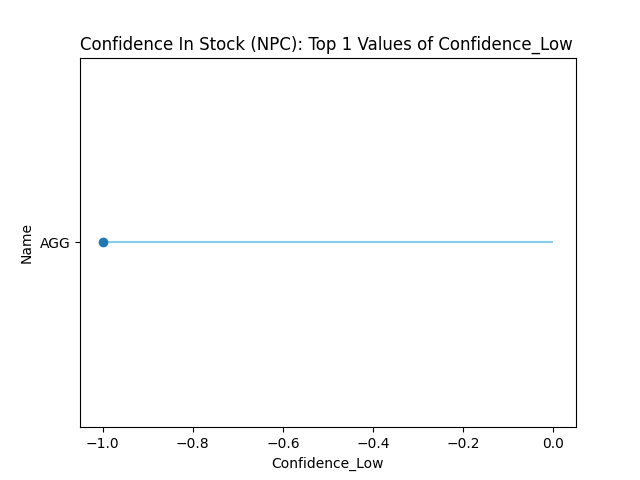 Confidence In Stock (NPC): Top 1 Values of Confidence_Low
Name
AGG
−1.0 −0.8 −0.6 −0.4 −0.2 0.0
Confidence_Low